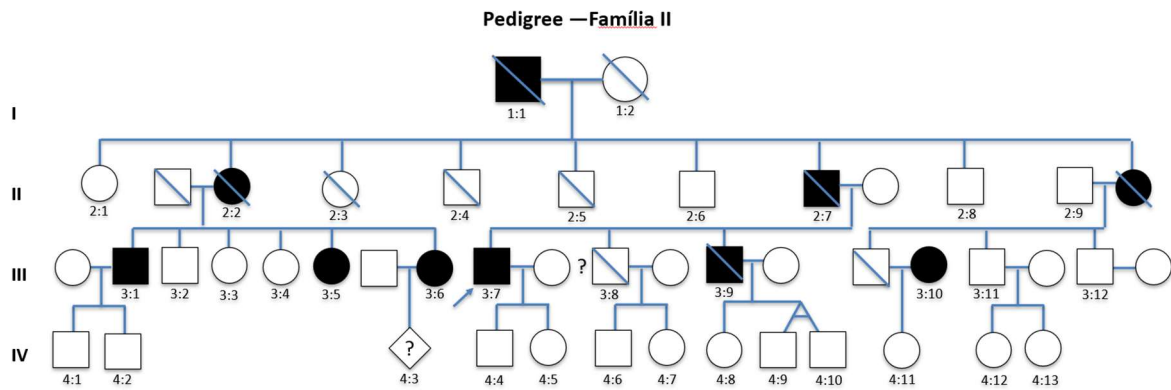 Pedigree —Família II
I
1:1 1:2
II
2:1 2:2 2:3 2:4 2:5 2:6 2:7 2:8 2:9
III
?
3:1 3:2 3:3 3:4 3:5 3:6 3:7 3:8 3:9 3:10 3:11 3:12
IV
?
4:1 4:2 4:3 4:4 4:5 4:6 4:7 4:8 4:9 4:10 4:11 4:12 4:13